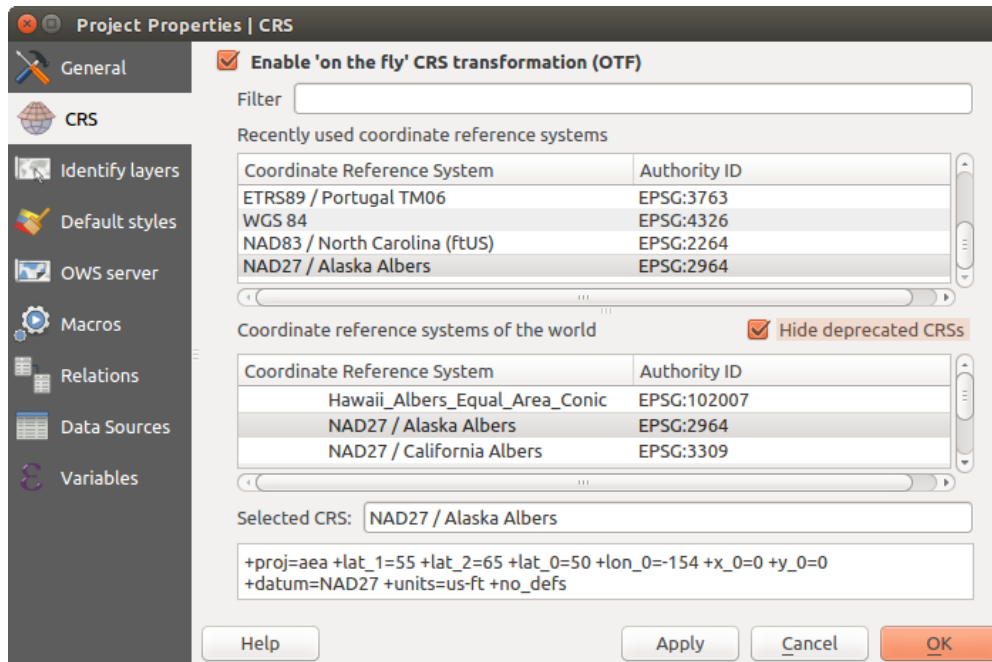 Project Properties | CRS
General
CRS
Identify layers
Default styles
OWS server
Macros
Relations
Data Sources
Variables
Enable 'on the fly' CRS transformation (OTF)
Filter
Recently used coordinate reference systems
Coordinate Reference System Authority ID
ETRS89 / Portugal TM06 EPSG:3763
WGS 84 EPSG:4326
NAD83 / North Carolina (ftUS) EPSG:2264
NAD27 / Alaska Albers EPSG:2964
Coordinate reference systems of the world Hide deprecated CRSs
Coordinate Reference System Authority ID
Hawaii_Albers_Equal_Area_Conic EPSG:102007
NAD27 / Alaska Albers EPSG:2964
NAD27 / California Albers EPSG:3309
Selected CRS: NAD27 / Alaska Albers
+proj=aea +lat_1=55 +lat_2=65 +lat_0=50 +lon_0=-154 +x_0=0 +y_0=0
+datum=NAD27 +units=us-ft +no_defs
Help Apply Cancel OK